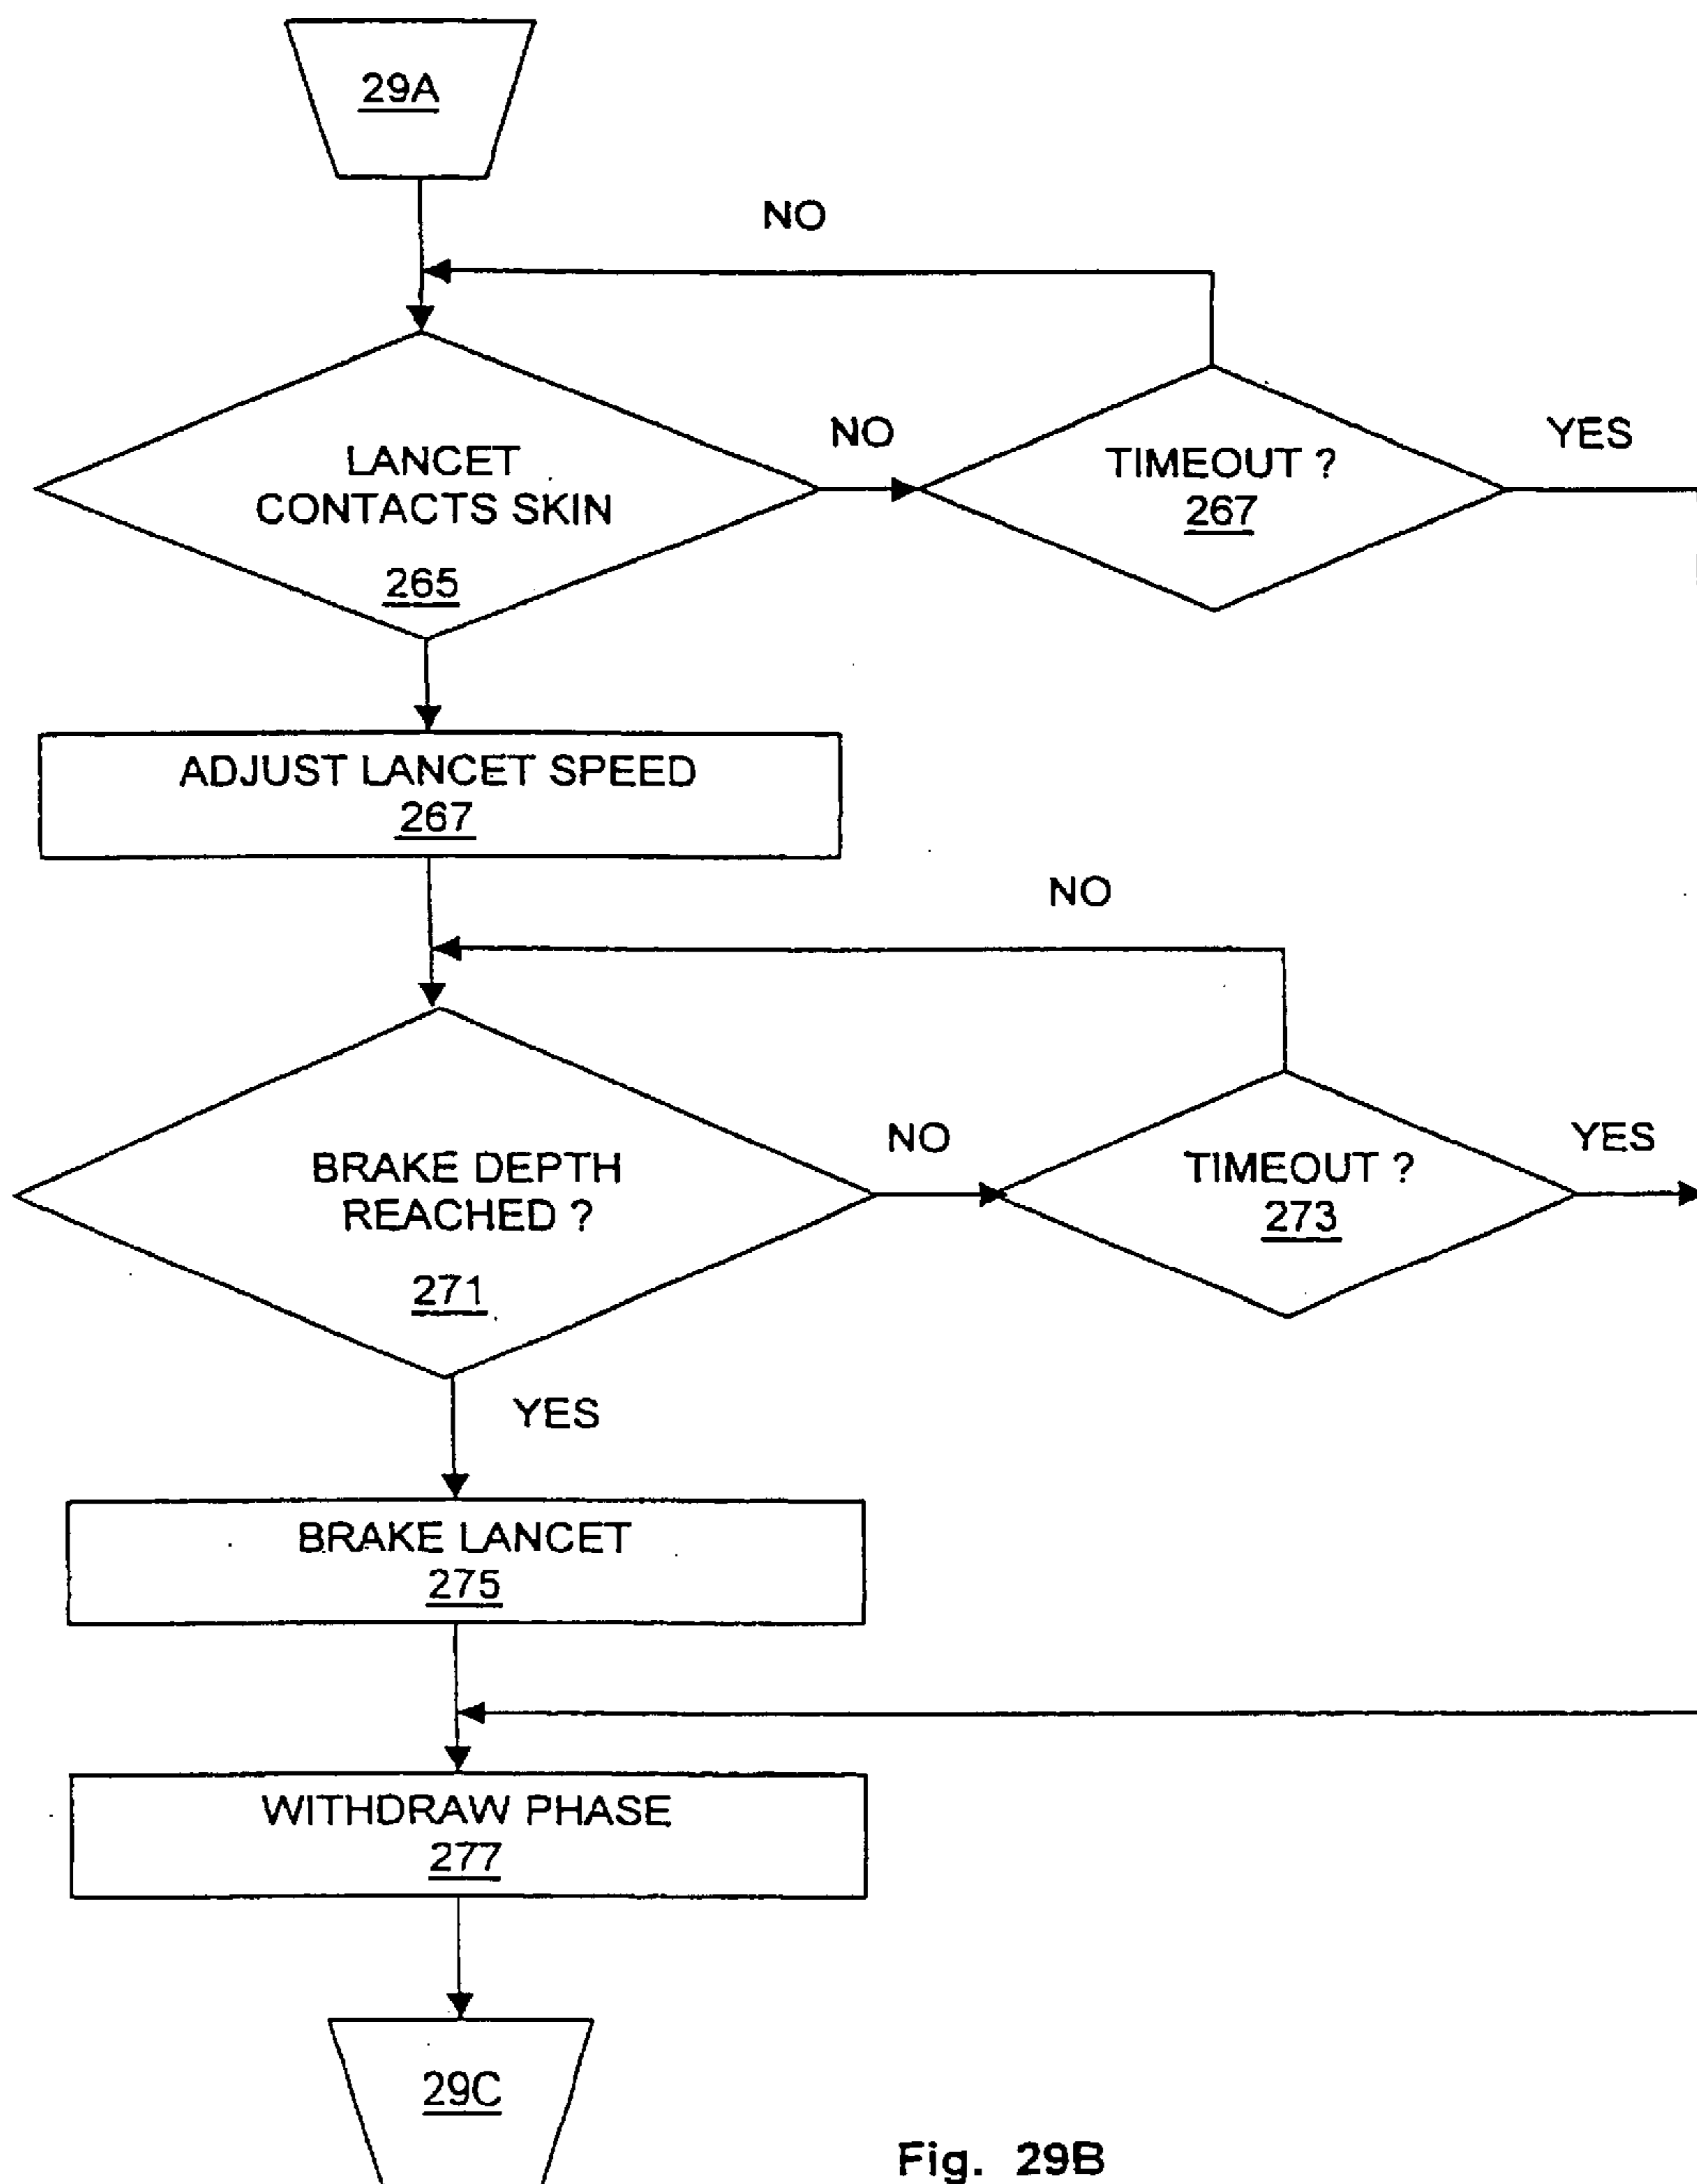 29A
NO
LANCET
CONTACTS SKIN
265
NO
TIMEOUT ?
267
YES
ADJUST LANCET SPEED
267
NO
BRAKE DEPTH
REACHED ?
271
NO
TIMEOUT ?
273
YES
YES
BRAKE LANCET
275
WITHDRAW PHASE
277
29C
Fig. 29B